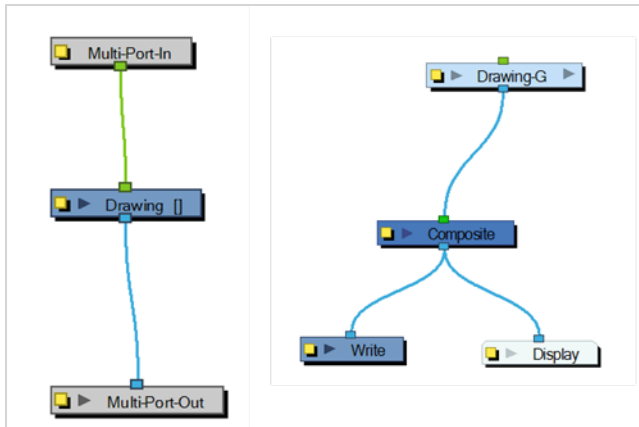 Multi-Port-In
Drawing []
Multi-Port-Out
Drawing-G
Composite
Write
Display